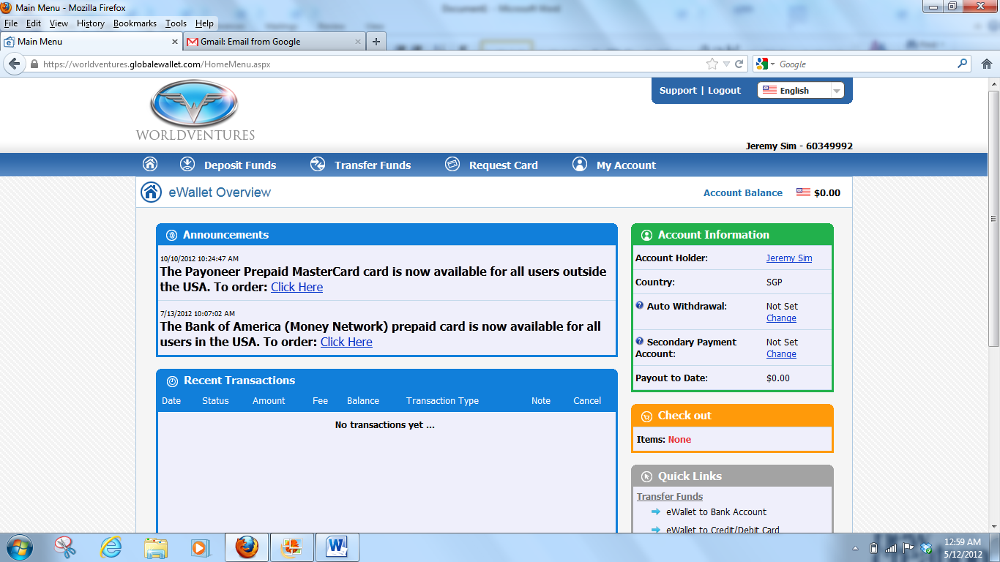 Main Menu - Mozilla Firefox
File Edit View History Bookmarks Tools Help
Main Menu
Gmail: Email from Google
https://worldventures.globalewallet.com/HomeMenu.aspx
Google
WORLDVENTURES
Support | Logout
English
Jeremy Sim - 60349992
Deposit Funds
Transfer Funds
Request Card
My Account
eWallet Overview
Account Balance $0.00
Announcements
10/10/2012 10:24:47 AM
The Payoneer Prepaid MasterCard card is now available for all users outside
the USA. To order: Click Here
7/13/2012 10:07:02 AM
The Bank of America (Money Network) prepaid card is now available for all
users in the USA. To order: Click Here
Recent Transactions
Date Status Amount Fee Balance Transaction Type Note Cancel
No transactions yet ...
Account Information
Account Holder: Jeremy Sim
Country: SGP
Auto Withdrawal: Not Set
Change
Secondary Payment Not Set
Account: Change
Payout to Date: $0.00
Check out
Items: None
Quick Links
Transfer Funds
eWallet to Bank Account
eWallet to Credit/Debit Card
12:59 AM
5/12/2012